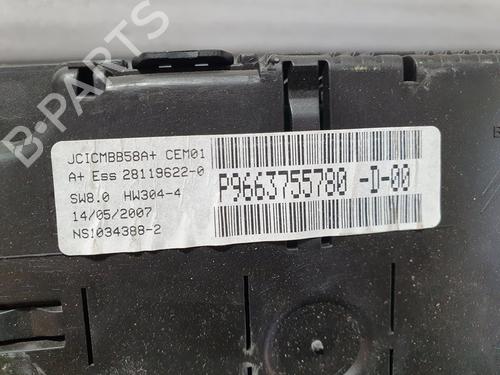 JCICMBB58A+ CEM01
A+ Ess 28119622-0
SW8.0 HW304-4
14/05/2007
NS1034388-2
P9663755780 -D-00
B-PARTS